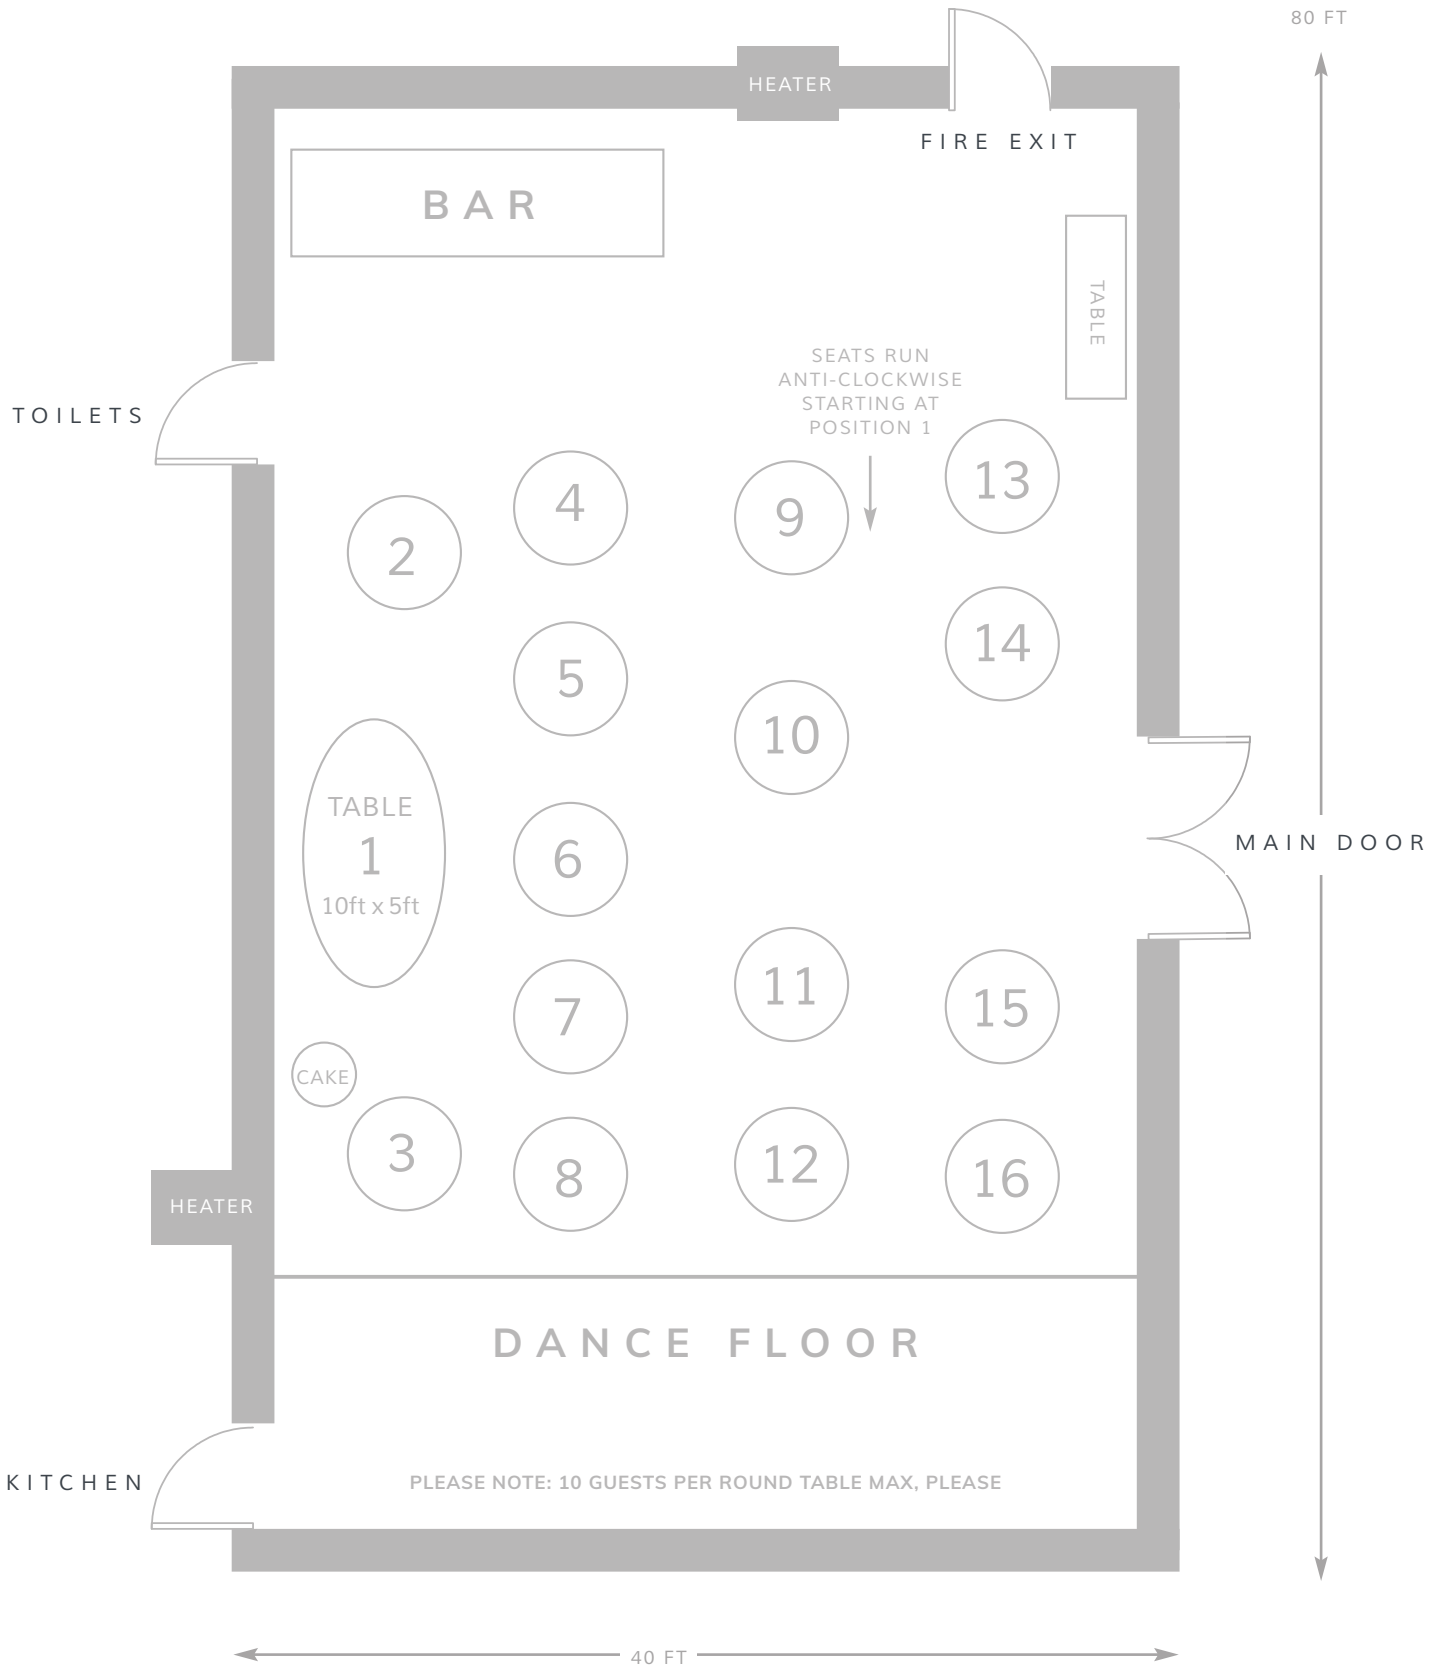 80 FT
HEATER
FIRE EXIT
BAR
TABLE
SEATS RUN
ANTI-CLOCKWISE
STARTING AT
POSITION 1
TOILETS
13
4
9
2
14
5
10
TABLE
1
10ft x 5ft
6
MAIN DOOR
11
15
7
CAKE
3
8
12
16
HEATER
DANCE FLOOR
KITCHEN
PLEASE NOTE: 10 GUESTS PER ROUND TABLE MAX, PLEASE
40 FT